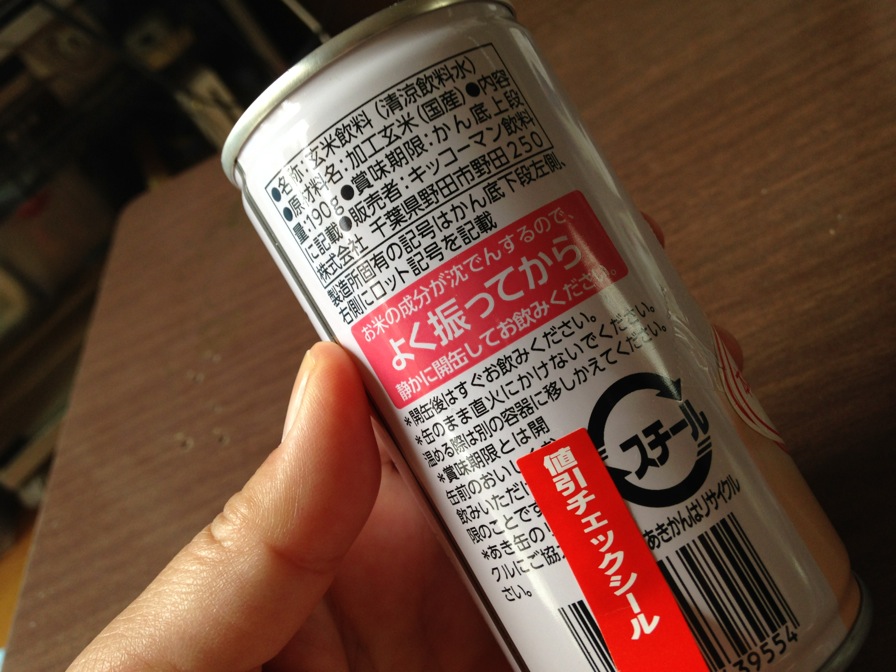 ●名称:玄米飲料(清涼飲料水)
●原材料名:加工玄米(国産)●内容
量:190g●賞味期限:かん底上段
に記載●販売者:キッコーマン飲料
株式会社 千葉県野田市野田250
製造所固有の記号はかん底下段左側、
右側にロット記号を記載
お米の成分が沈でんするので、
よく振ってから
静かに開缶してお飲みください。
*開缶後はすぐお飲みください。
*缶のまま直火にかけないでください。
温める際は別の容器に移しかえてください。
*賞味期限とは開
缶前のおいし
飲みいただけ
限のことです
*あき缶の
クルにご協
さい。
スチール
あきかんはリサイクル
値引チェックシール
39554